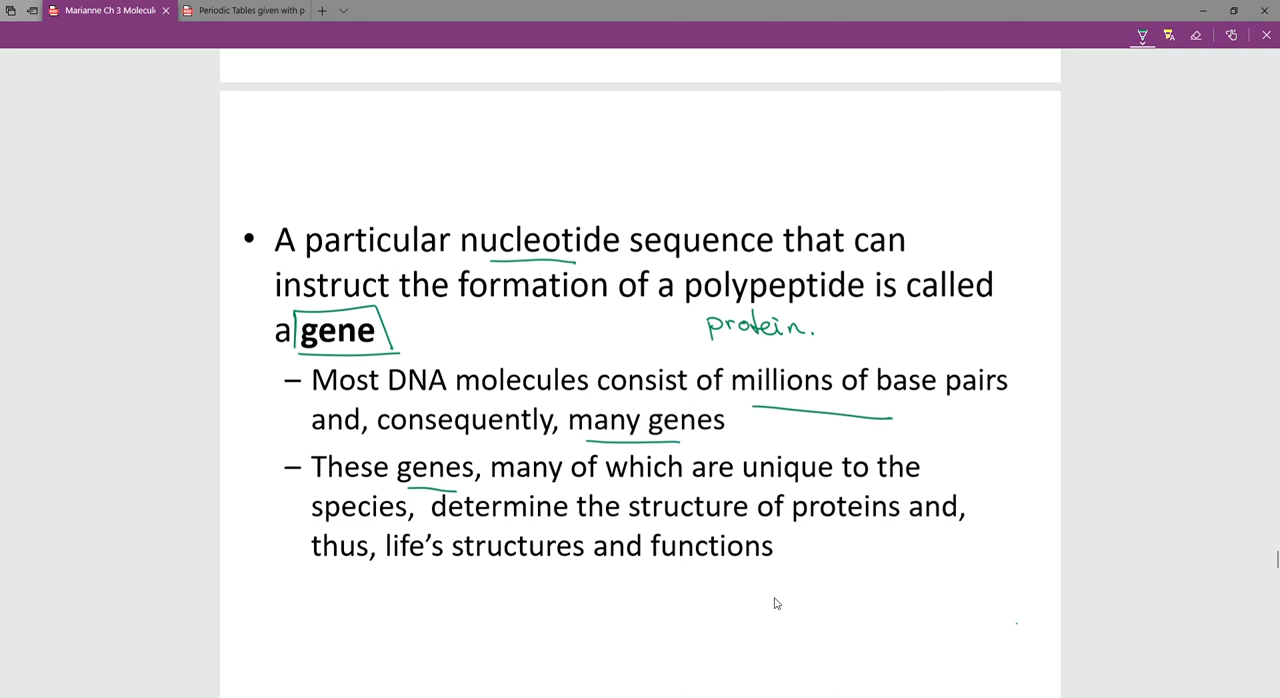 Marianne Ch 3 Molecul
Periodic Tables given with p
• A particular nucleotide sequence that can
instruct the formation of a polypeptide is called
a gene
protein.
– Most DNA molecules consist of millions of base pairs
and, consequently, many genes
– These genes, many of which are unique to the
species, determine the structure of proteins and,
thus, life’s structures and functions